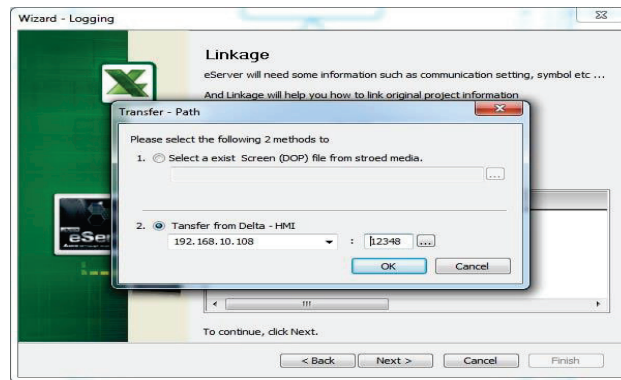 Wizard - Logging
Linkage
eServer will need some information such as communication setting, symbol etc ...
And Linkage will help you how to link original project information
Transfer - Path
Please select the following 2 methods to
1. Select a exist Screen (DOP) file from stroed media.
...
2. Tansfer from Delta - HMI
192.168.10.108 : 12348 ...
OK Cancel
eSer
To continue, click Next.
< Back Next > Cancel Finish